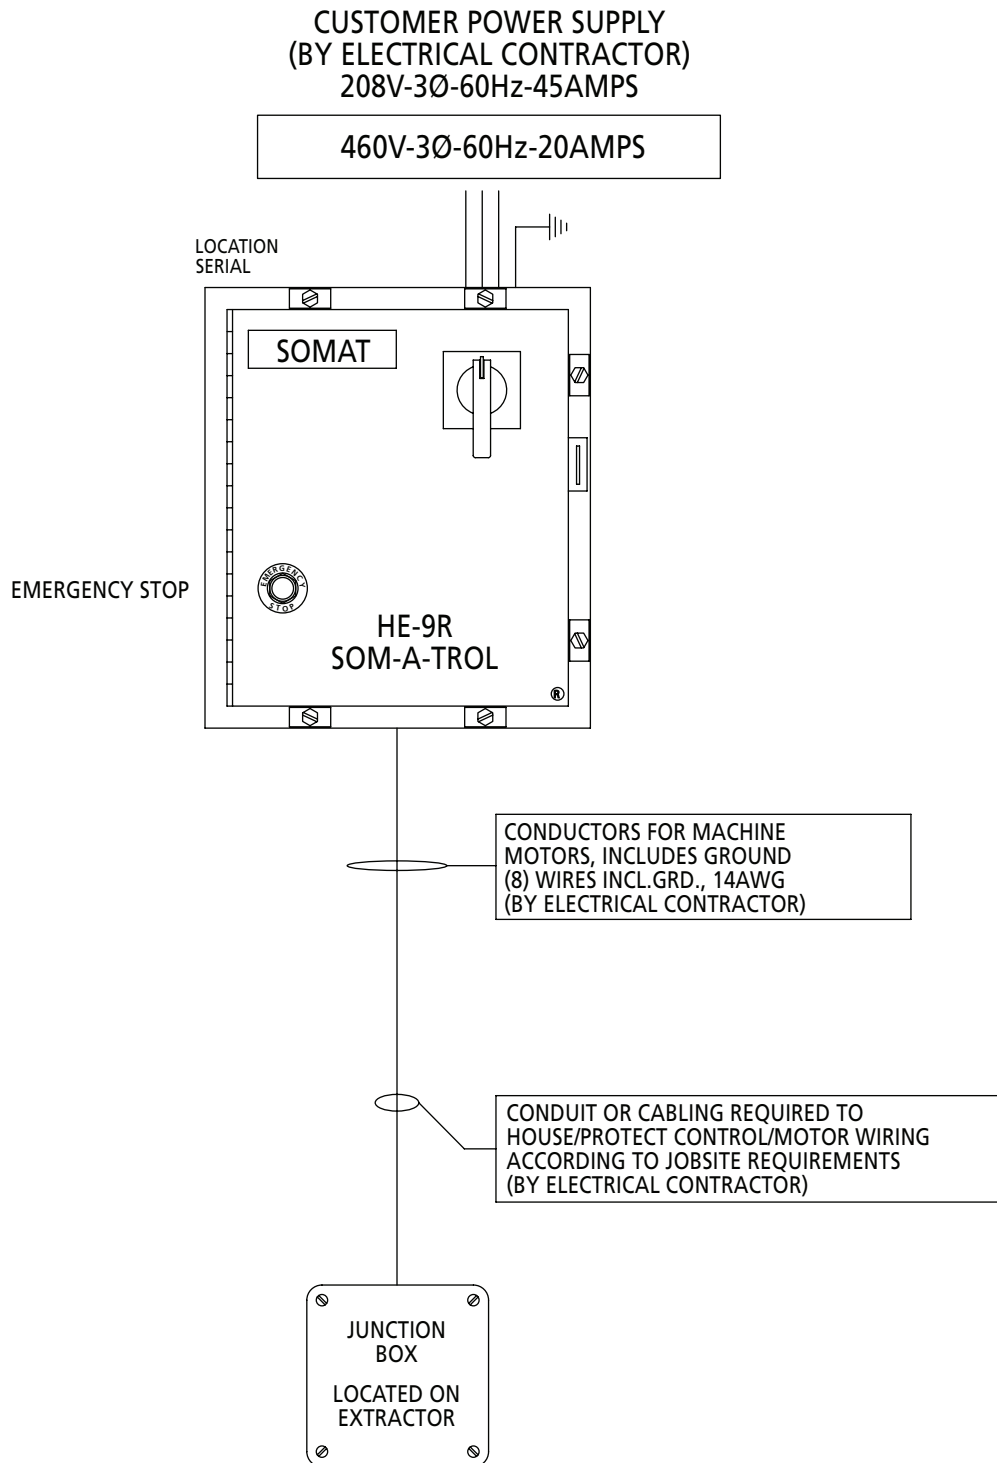 CUSTOMER POWER SUPPLY
(BY ELECTRICAL CONTRACTOR)
208V-3Ø-60Hz-45AMPS
460V-3Ø-60Hz-20AMPS
LOCATION
SERIAL
SOMAT
EMERGENCY STOP
EMERGENCY
STOP
HE-9R
SOM-A-TROL
®
CONDUCTORS FOR MACHINE
MOTORS, INCLUDES GROUND
(8) WIRES INCL.GRD., 14AWG
(BY ELECTRICAL CONTRACTOR)
CONDUIT OR CABLING REQUIRED TO
HOUSE/PROTECT CONTROL/MOTOR WIRING
ACCORDING TO JOBSITE REQUIREMENTS
(BY ELECTRICAL CONTRACTOR)
JUNCTION
BOX
LOCATED ON
EXTRACTOR